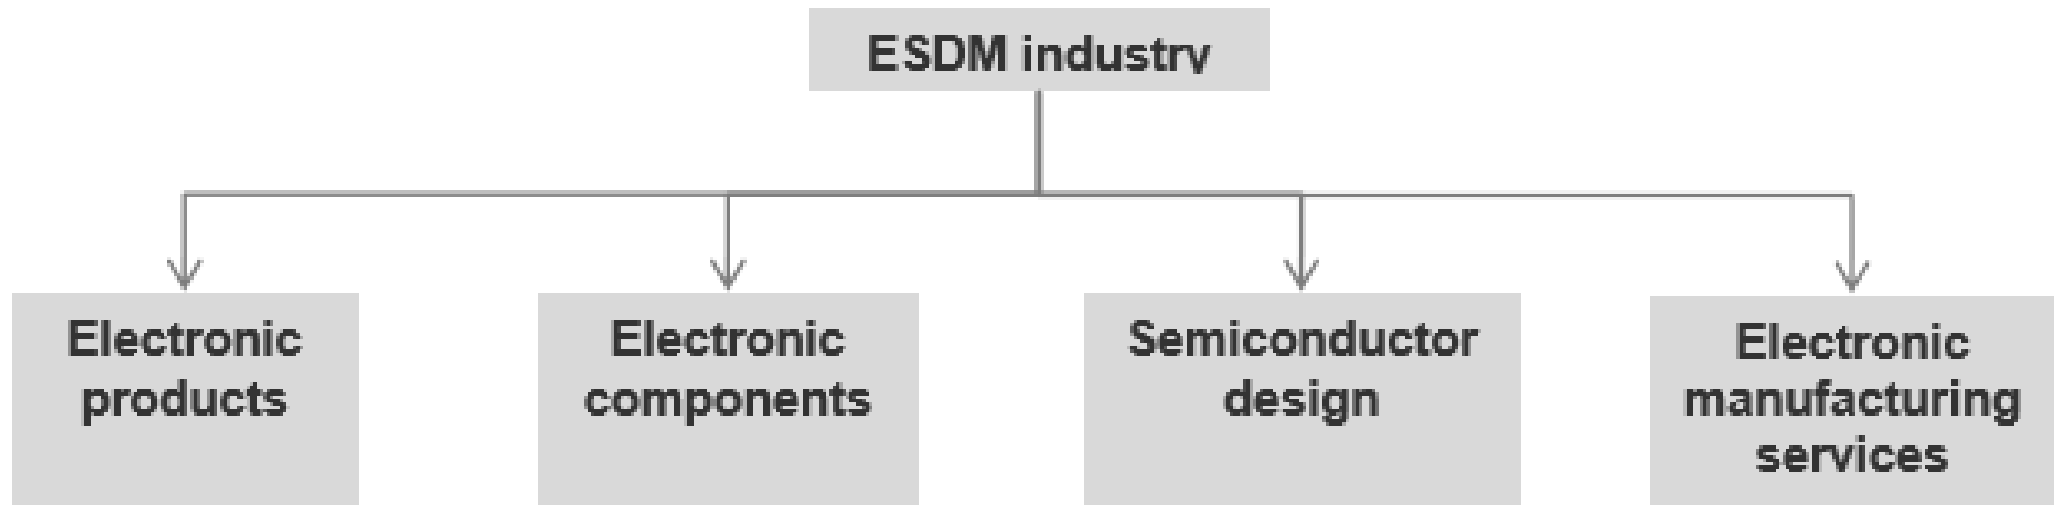 ESDM industry
Electronic
products
Electronic
components
Semiconductor
design
Electronic
manufacturing
services